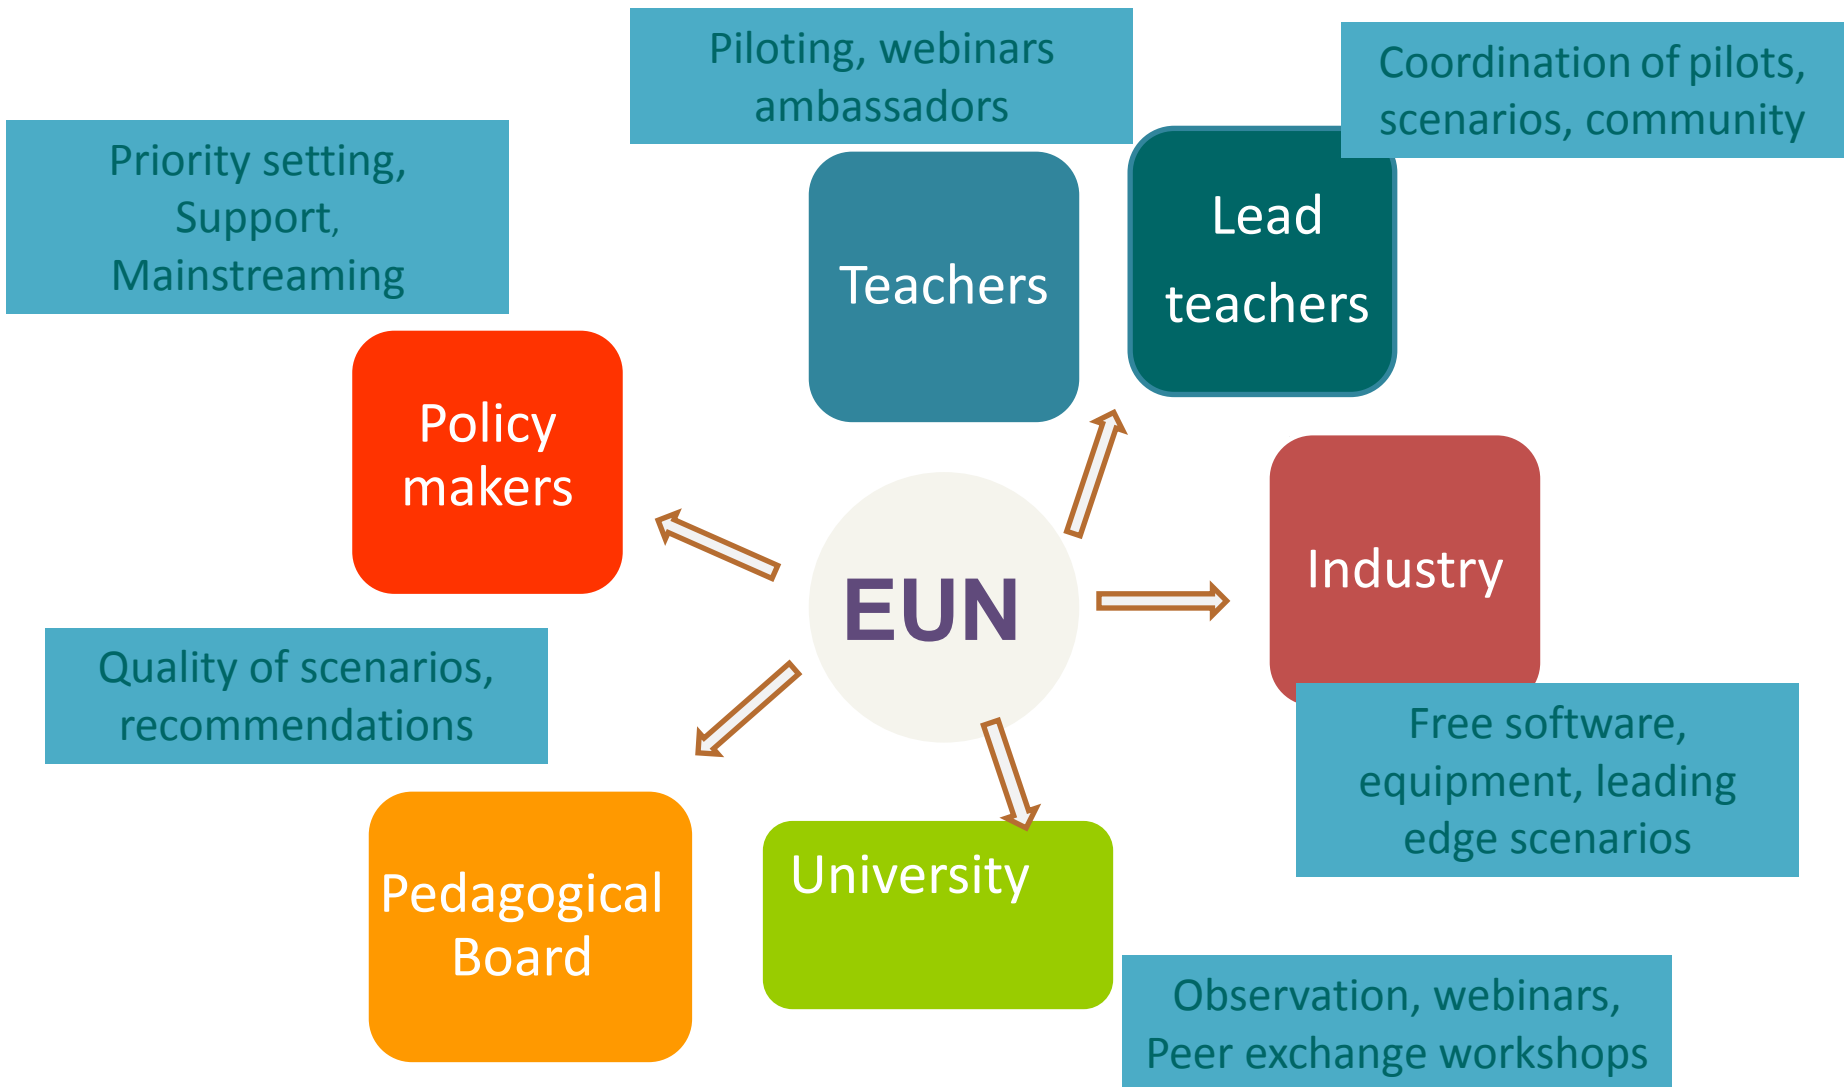 Piloting, webinars
ambassadors
Coordination of pilots,
scenarios, community
Priority setting,
Support,
Mainstreaming
Teachers
Lead
teachers
Policy
makers
EUN
Industry
Quality of scenarios,
recommendations
Free software,
equipment, leading
edge scenarios
Pedagogical
Board
University
Observation, webinars,
Peer exchange workshops